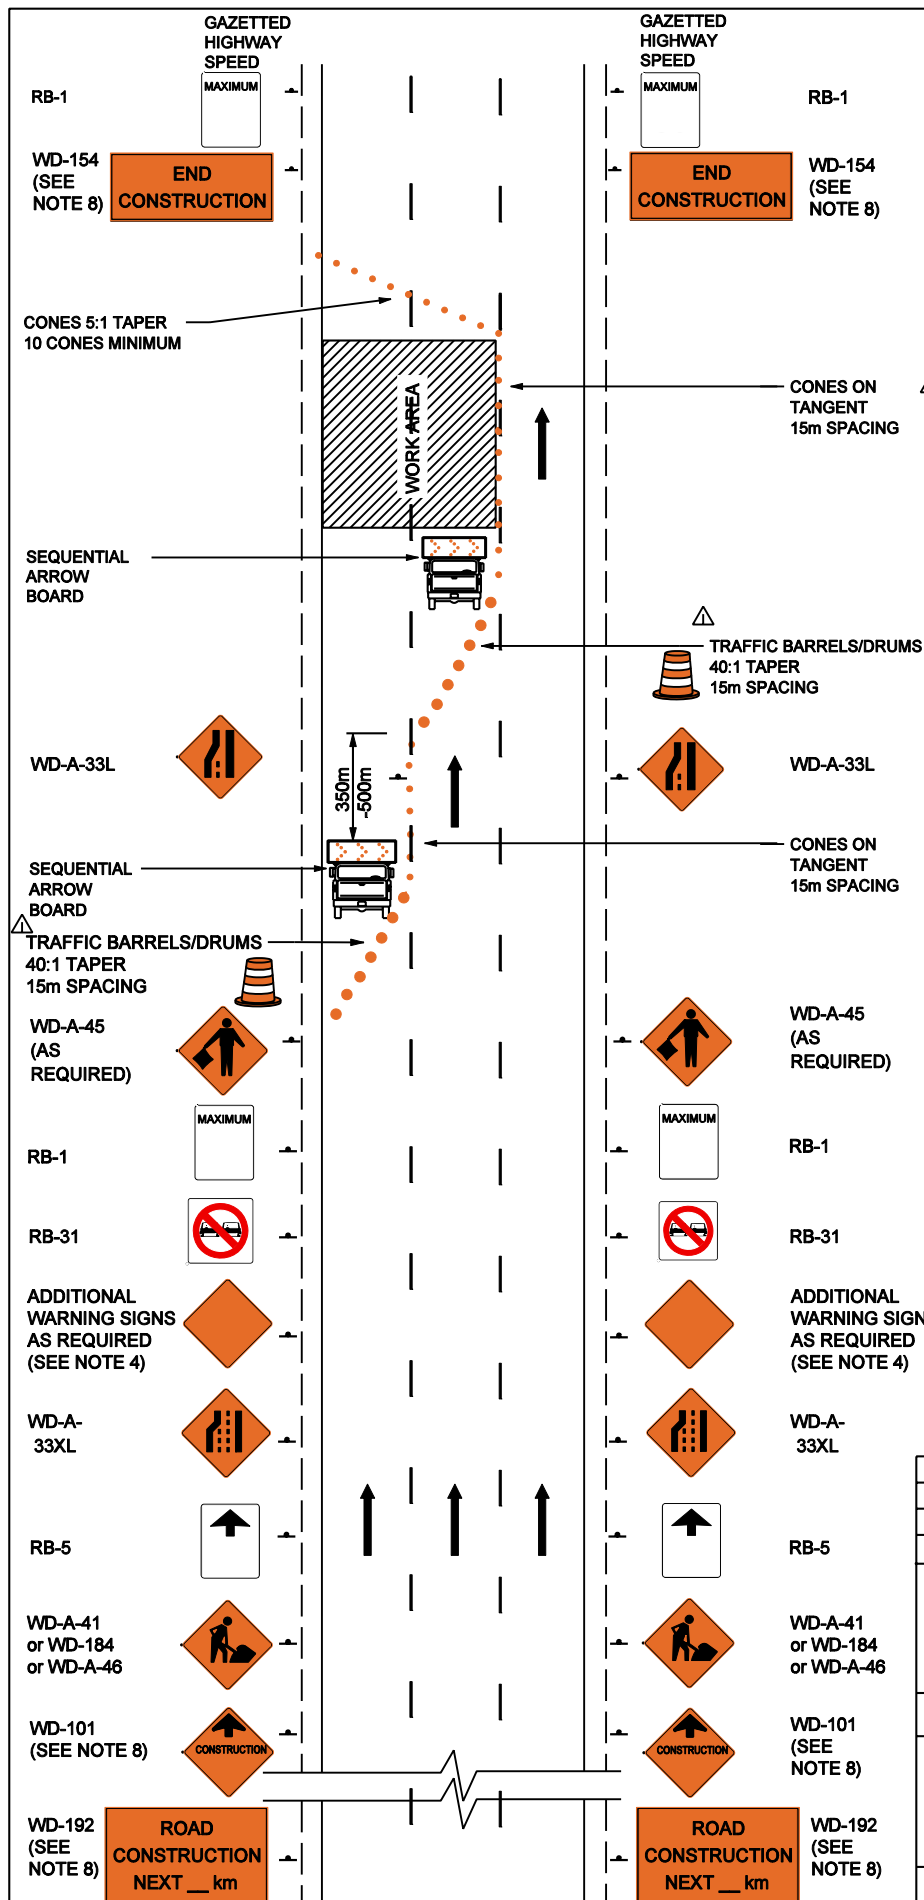 GAZETTED
HIGHWAY
SPEED
GAZETTED
HIGHWAY
SPEED
RB-1
MAXIMUM
MAXIMUM
RB-1
WD-154
(SEE
NOTE 8)
END
CONSTRUCTION
END
CONSTRUCTION
WD-154
(SEE
NOTE 8)
CONES 5:1 TAPER
10 CONES MINIMUM
WORK AREA
CONES ON
TANGENT
15m SPACING
SEQUENTIAL
ARROW
BOARD
TRAFFIC BARRELS/DRUMS
40:1 TAPER
15m SPACING
WD-A-33L
350m
-500m
WD-A-33L
SEQUENTIAL
ARROW
BOARD
CONES ON
TANGENT
15m SPACING
TRAFFIC BARRELS/DRUMS
40:1 TAPER
15m SPACING
WD-A-45
(AS
REQUIRED)
WD-A-45
(AS
REQUIRED)
RB-1
MAXIMUM
MAXIMUM
RB-1
RB-31
RB-31
ADDITIONAL
WARNING SIGNS
AS REQUIRED
(SEE NOTE 4)
ADDITIONAL
WARNING SIGN
AS REQUIRED
(SEE NOTE 4)
WD-A-
33XL
WD-A-
33XL
RB-5
RB-5
WD-A-41
or WD-184
or WD-A-46
WD-A-41
or WD-184
or WD-A-46
WD-101
(SEE NOTE 8)
CONSTRUCTION
CONSTRUCTION
WD-101
(SEE
NOTE 8)
WD-192
(SEE
NOTE 8)
ROAD
CONSTRUCTION
NEXT __ km
ROAD
CONSTRUCTION
NEXT __ km
WD-192
(SEE
NOTE 8)